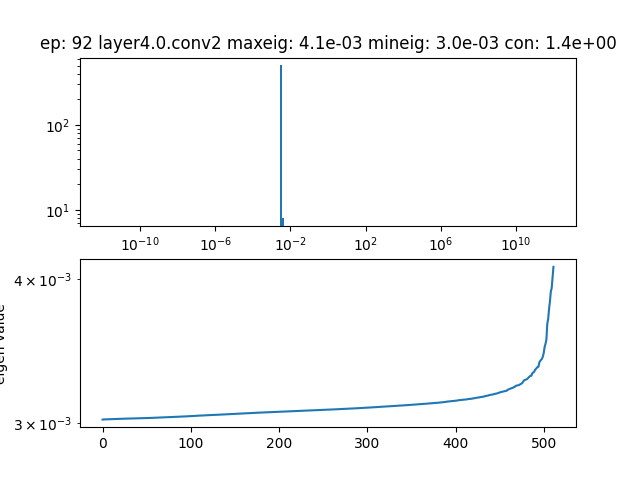 ep: 92 layer4.0.conv2 maxeig: 4.1e-03 mineig: 3.0e-03 con: 1.4e+00
10²
10¹
10⁻¹⁰ 10⁻⁶ 10⁻² 10² 10⁶ 10¹⁰
4 × 10⁻³
eigen value
3 × 10⁻³
0 100 200 300 400 500